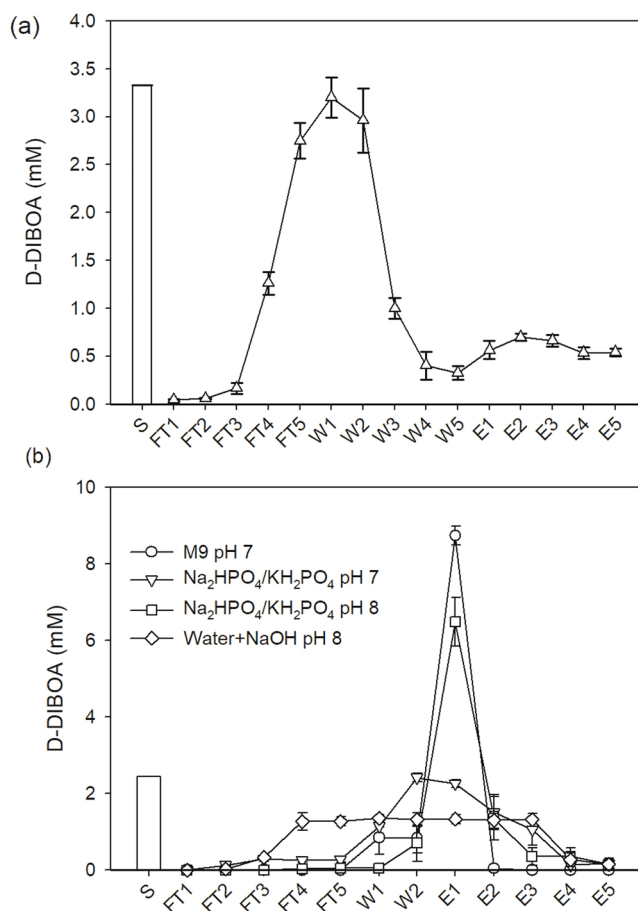 (a)
4.0
3.5
3.0
2.5
2.0
1.5
1.0
0.5
0.0
D-DIBOA (mM)
S FT1 FT2 FT3 FT4 FT5 W1 W2 W3 W4 W5 E1 E2 E3 E4 E5
(b)
10
8
6
4
2
0
D-DIBOA (mM)
M9 pH 7
Na₂HPO₄/KH₂PO₄ pH 7
Na₂HPO₄/KH₂PO₄ pH 8
Water+NaOH pH 8
S FT1 FT2 FT3 FT4 FT5 W1 W2 E1 E2 E3 E4 E5